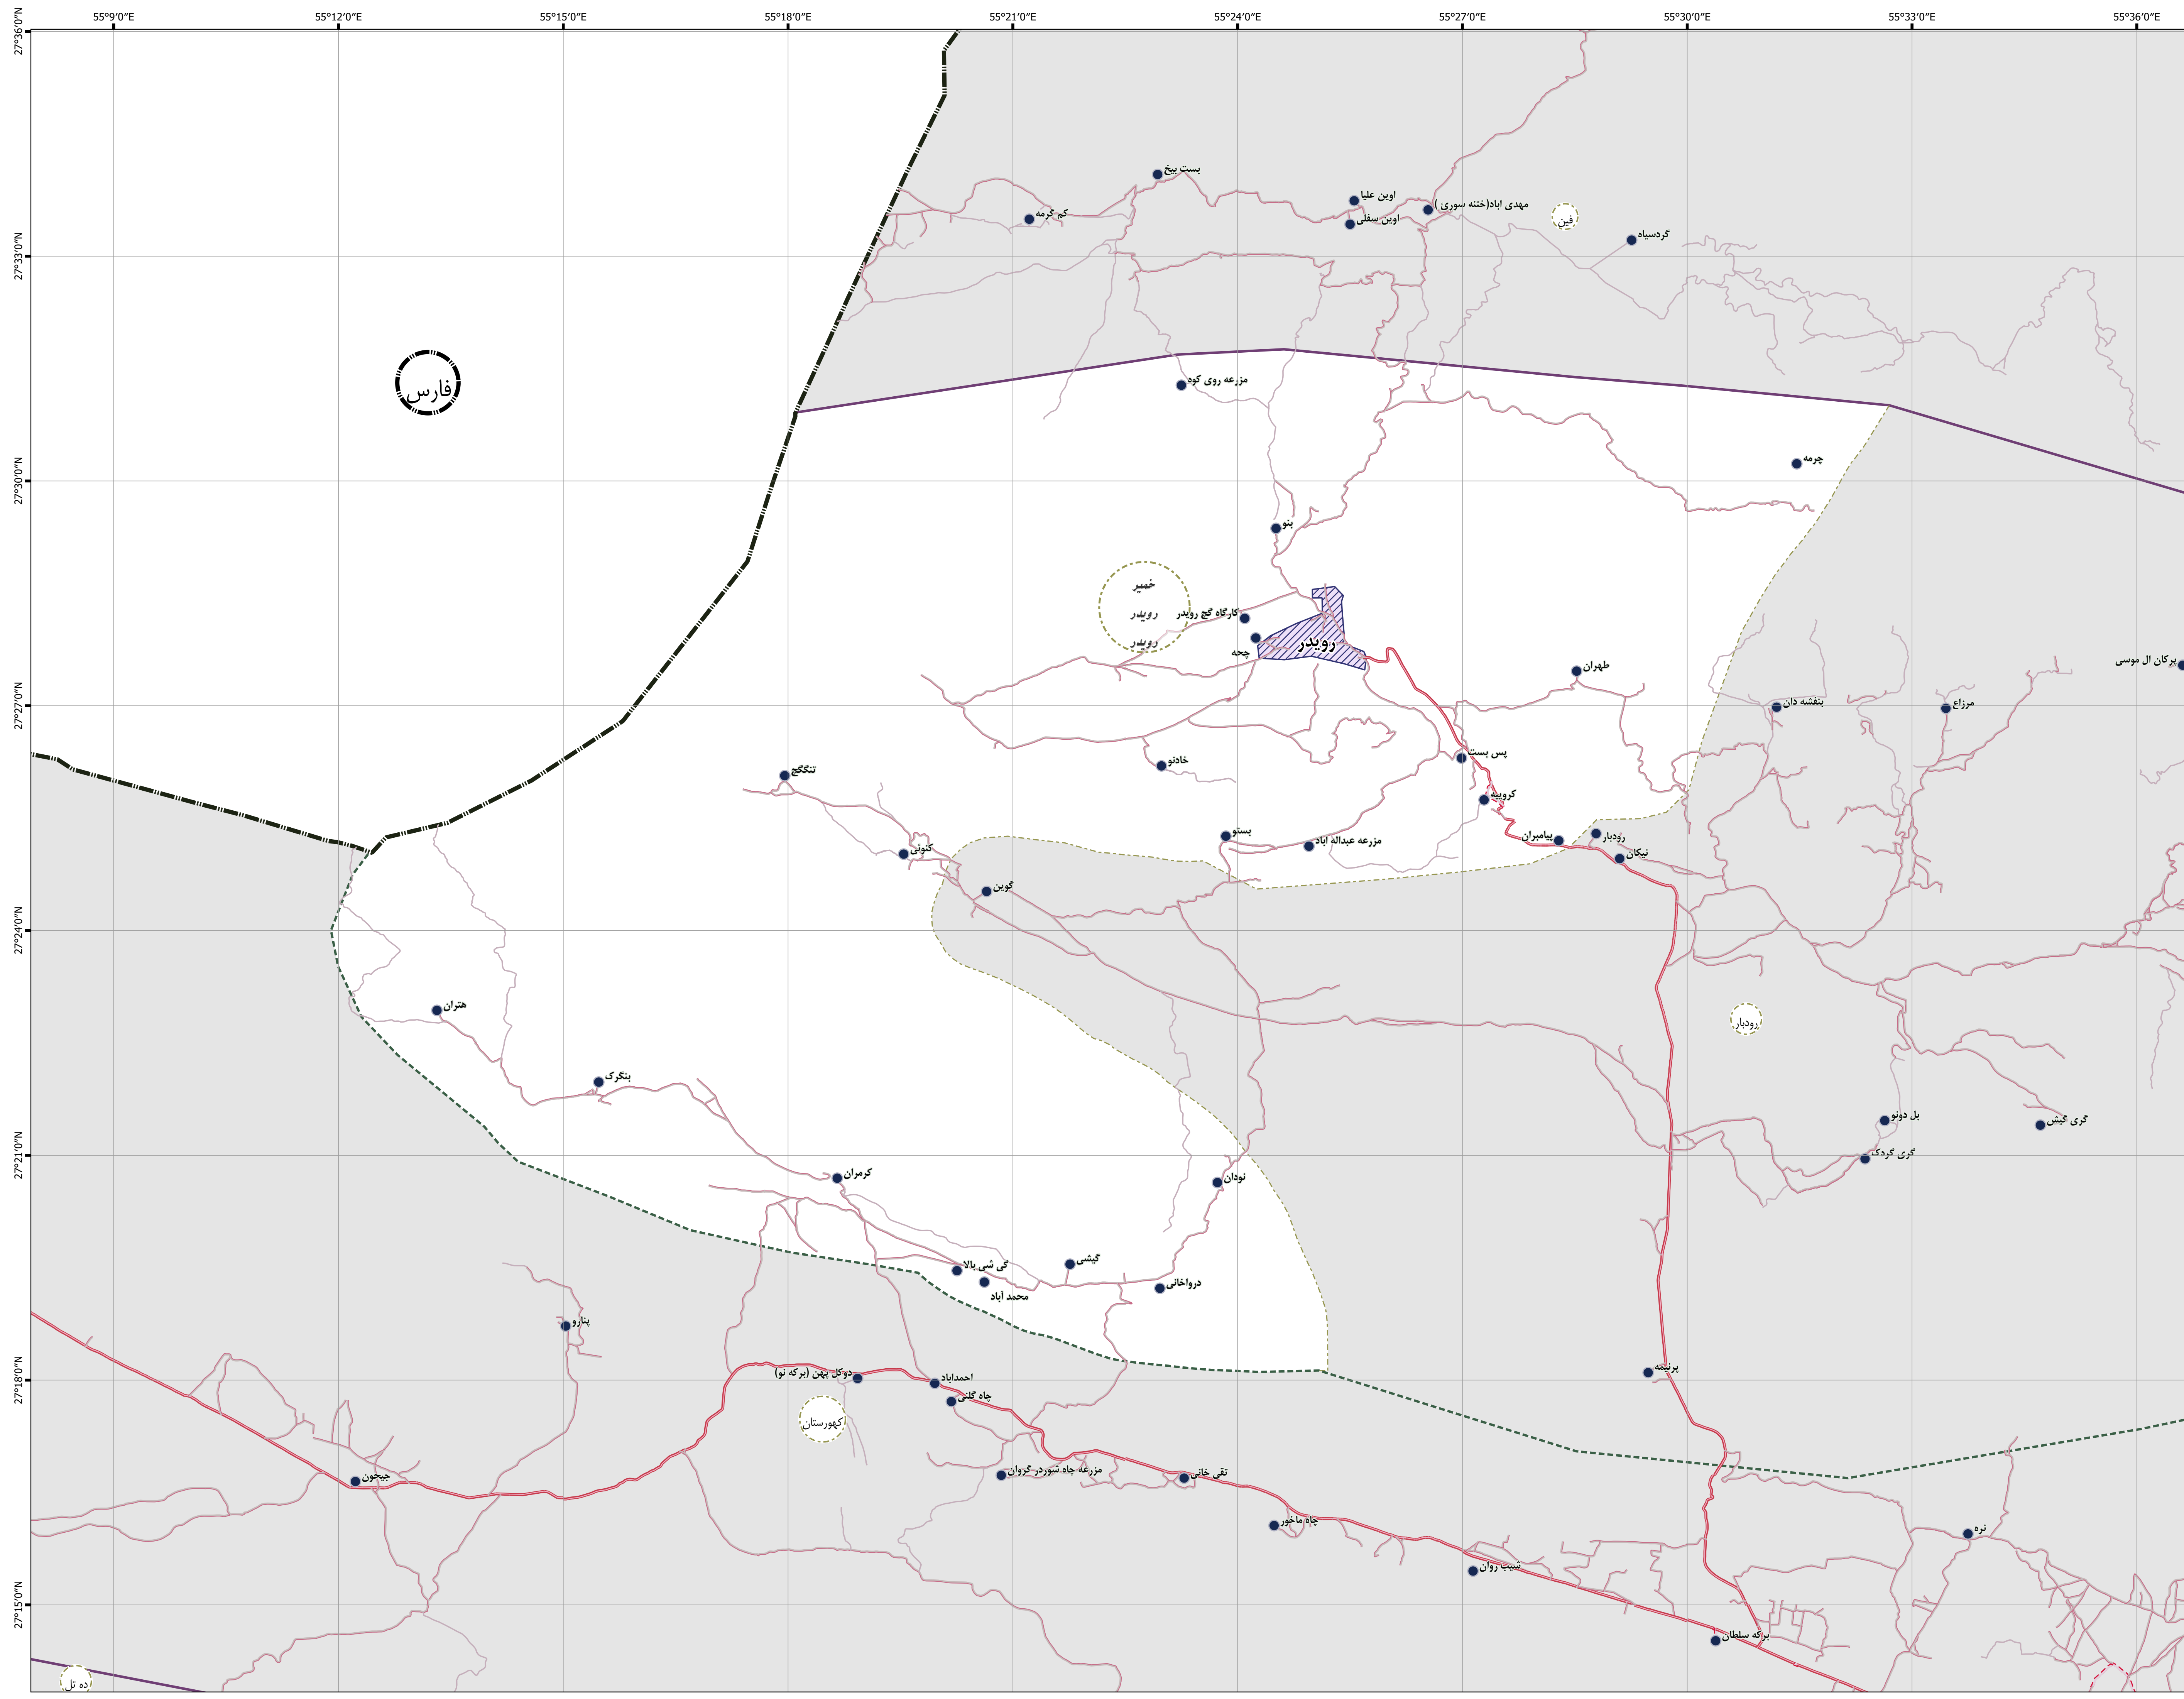 55°9'0"E
55°12'0"E
55°15'0"E
55°18'0"E
55°21'0"E
55°24'0"E
55°27'0"E
55°30'0"E
55°33'0"E
55°36'0"E
27°36'0"N
بست بیخ
اوین علیا
مهدی اباد(ختنه سوری )
کم گرمه
اوین سفلی
فین
گردسیاه
27°33'0"N
مزرعه روی کوه
فارس
چرمه
27°30'0"N
بنو
خمیر
رویدر
رویدر
کارگاه گچ رویدر
رویدر
چحه
طهران
برکان ال موسی
27°27'0"N
بنفشه دان
مرزاع
پس بست
خادنو
تنگگچ
کروییه
بستو
پیامبران
رودبار
مزرعه عبداله اباد
کنونی
نیکان
گوین
27°24'0"N
هتران
رودبار
بنگرک
پل دونو
گری گیش
27°21'0"N
گری گردک
کرمران
نودان
گی شی بالا
گیشی
درواخانی
محمد آباد
پنارو
پرنیمه
27°18'0"N
دوکل پهن (برکه نو)
احمداباد
چاه گلنی
کهورستان
جیحون
مزرعه چاه شوردر گروان
تقی خانی
چاه ماخور
نره
شیب روان
27°15'0"N
برکه سلطان
ده تل